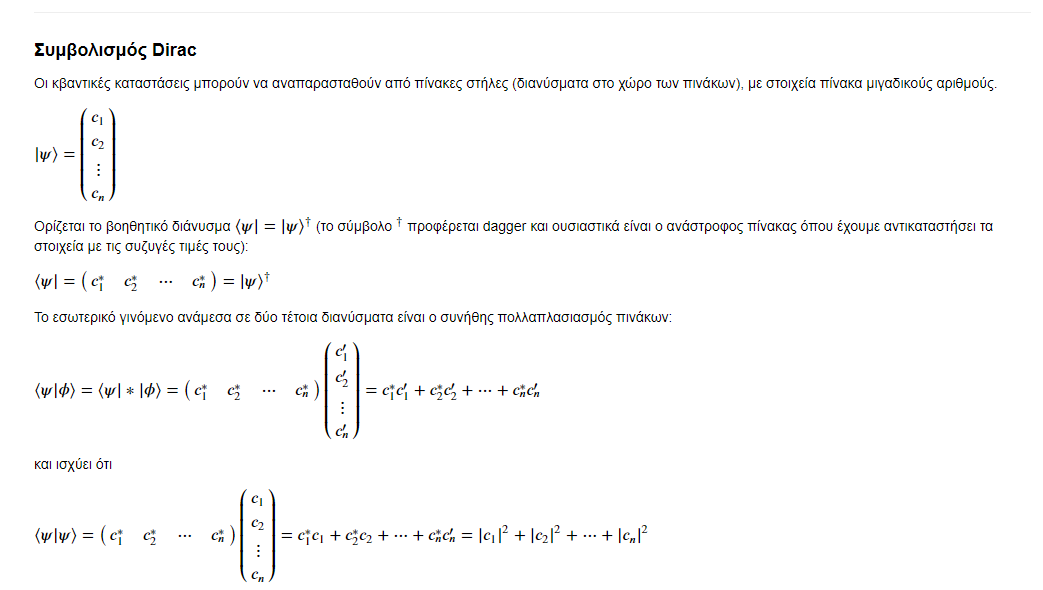 Συμβολισμός Dirac
Οι κβαντικές καταστάσεις μπορούν να αναπαρασταθούν από πίνακες στήλες (διανύσματα στο χώρο των πινάκων), με στοιχεία πίνακα μιγαδικούς αριθμούς.
|ψ⟩ = ( c₁ c₂ ⋮ cₙ )
Ορίζεται το βοηθητικό διάνυσμα ⟨ψ| = |ψ⟩† (το σύμβολο † προφέρεται dagger και ουσιαστικά είναι ο ανάστροφος πίνακας όπου έχουμε αντικαταστήσει τα
στοιχεία με τις συζυγές τιμές τους):
⟨ψ| = ( c₁* c₂* ⋯ cₙ* ) = |ψ⟩†
Το εσωτερικό γινόμενο ανάμεσα σε δύο τέτοια διανύσματα είναι ο συνήθης πολλαπλασιασμός πινάκων:
⟨ψ|ϕ⟩ = ⟨ψ| * |ϕ⟩ = ( c₁* c₂* ⋯ cₙ* ) ( c′₁ c′₂ ⋮ c′ₙ ) = c₁*c′₁ + c₂*c′₂ + ⋯ + cₙ*c′ₙ
και ισχύει ότι
⟨ψ|ψ⟩ = ( c₁* c₂* ⋯ cₙ* ) ( c₁ c₂ ⋮ cₙ ) = c₁*c₁ + c₂*c₂ + ⋯ + cₙ*c′ₙ = |c₁|² + |c₂|² + ⋯ + |cₙ|²